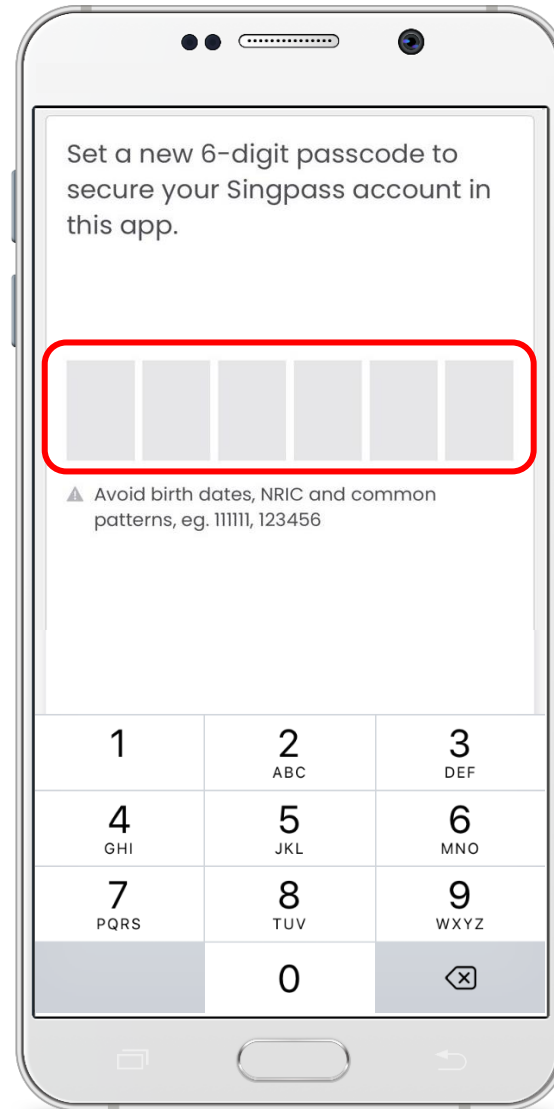 Set a new 6-digit passcode to
secure your Singpass account in
this app.
Avoid birth dates, NRIC and common
patterns, eg. 111111, 123456
1 2 3
ABC DEF
4 5 6
GHI JKL MNO
7 8 9
PQRS TUV WXYZ
0